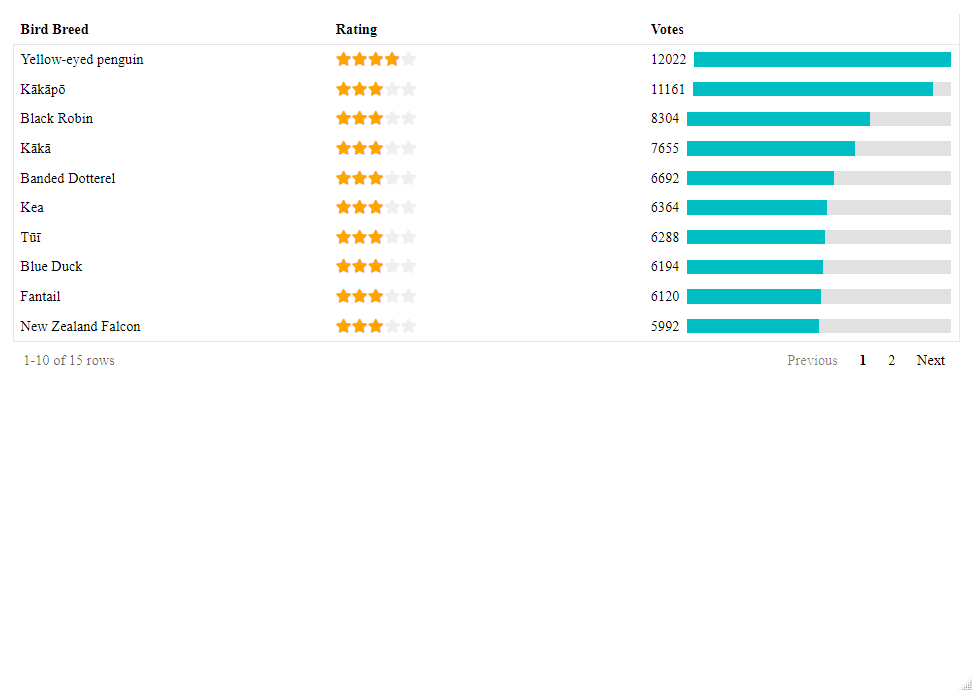 Bird Breed Rating Votes
Yellow-eyed penguin 12022
Kākāpō 11161
Black Robin 8304
Kākā 7655
Banded Dotterel 6692
Kea 6364
Tūī 6288
Blue Duck 6194
Fantail 6120
New Zealand Falcon 5992
1-10 of 15 rows Previous 1 2 Next